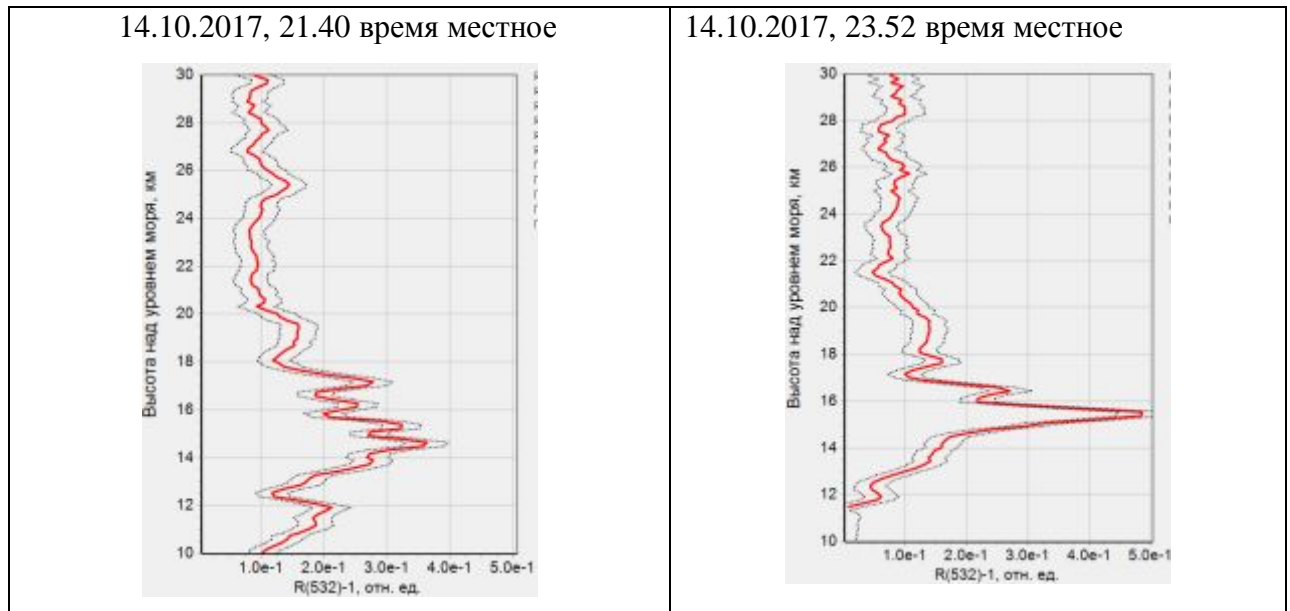 14.10.2017, 21.40 время местное
14.10.2017, 23.52 время местное
Высота над уровнем моря, км
30
28
26
24
22
20
18
16
14
12
10
1.0e-1 2.0e-1 3.0e-1 4.0e-1 5.0e-1
R(532)-1, отн. ед.
Высота над уровнем моря, км
30
28
26
24
22
20
18
16
14
12
10
1.0e-1 2.0e-1 3.0e-1 4.0e-1 5.0e-1
R(532)-1, отн. ед.